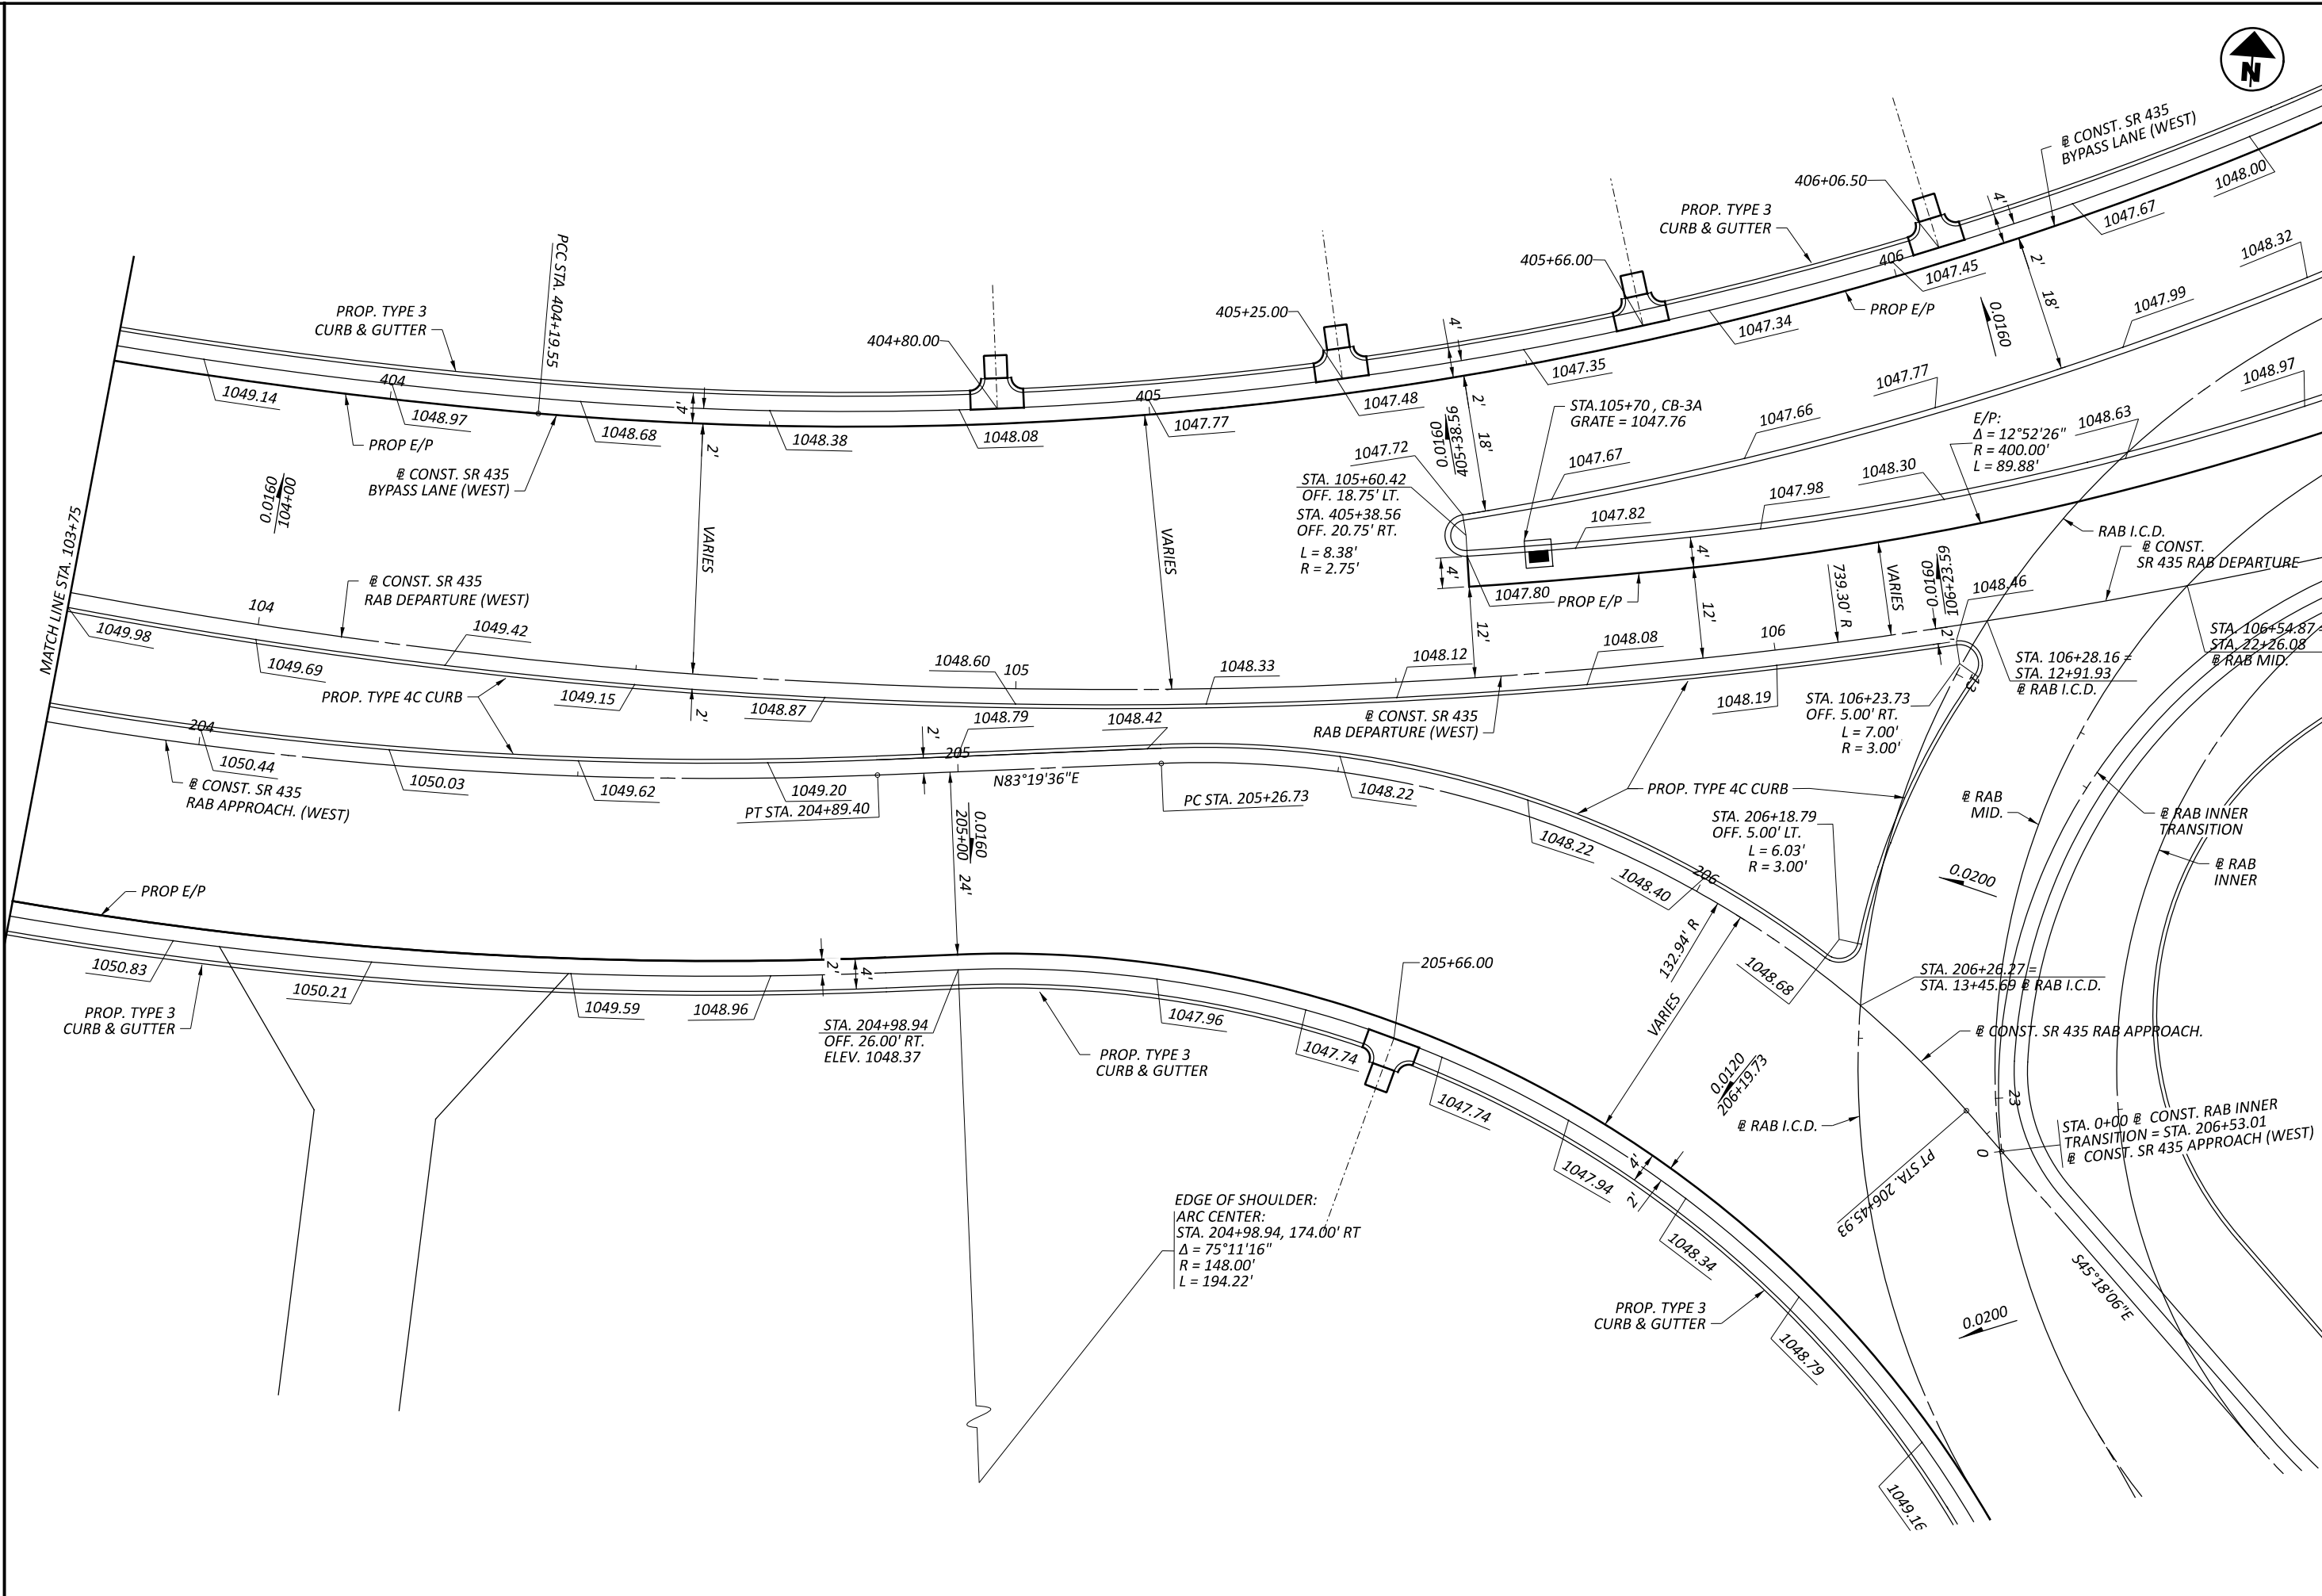 N
℄ CONST. SR 435
BYPASS LANE (WEST)
1048.00
406+06.50
4'
1047.67
PROP. TYPE 3
CURB & GUTTER
PCC STA. 404+19.55
405+66.00
406
1047.45
2'
18'
1048.32
PROP. TYPE 3
CURB & GUTTER
405+25.00
PROP E/P
0.0160
1047.99
404+80.00
4'
1047.34
404
1049.14
1048.97
4'
405
1047.35
1047.77
1047.48
1047.77
1048.97
PROP E/P
1048.68
1048.38
1048.08
2'
2'
18'
0.0160
405+38.56
STA.105+70 , CB-3A
GRATE = 1047.76
1047.66
E/P:
Δ = 12°52'26"
R = 400.00'
L = 89.88'
1048.63
℄ CONST. SR 435
BYPASS LANE (WEST)
1047.72
1047.67
1048.30
0.0160
104+00
STA. 105+60.42
OFF. 18.75' LT.
STA. 405+38.56
OFF. 20.75' RT.
L = 8.38'
R = 2.75'
1047.98
1047.82
MATCH LINE STA. 103+75
VARIES
VARIES
RAB I.C.D.
℄ CONST.
SR 435 RAB DEPARTURE
4'
4'
739.30' R
VARIES
0.0160
106+23.59
1048.46
℄ CONST. SR 435
RAB DEPARTURE (WEST)
1047.80
PROP E/P
12'
12'
104
1049.98
1049.42
1049.69
1048.60
105
1048.33
1048.12
1048.08
106
2'
STA. 106+54.87 =
STA. 22+26.08
℄ RAB MID.
STA. 106+28.16 =
STA. 12+91.93
℄ RAB I.C.D.
13
PROP. TYPE 4C CURB
1049.15
1048.87
2'
1048.79
1048.42
℄ CONST. SR 435
RAB DEPARTURE (WEST)
1048.19
STA. 106+23.73
OFF. 5.00' RT.
L = 7.00'
R = 3.00'
204
1050.44
2'
205
N83°19'36"E
1050.03
1049.62
1049.20
PT STA. 204+89.40
PC STA. 205+26.73
1048.22
PROP. TYPE 4C CURB
℄ CONST. SR 435
RAB APPROACH. (WEST)
℄ RAB
MID.
℄ RAB INNER
TRANSITION
0.0160
205+00
1048.22
STA. 206+18.79
OFF. 5.00' LT.
L = 6.03'
R = 3.00'
℄ RAB
INNER
PROP E/P
24'
1048.40
206
0.0200
1050.83
1050.21
1049.59
1048.96
2'
4'
205+66.00
132.94' R
1048.68
STA. 206+26.27 =
STA. 13+45.69 ℄ RAB I.C.D.
PROP. TYPE 3
CURB & GUTTER
STA. 204+98.94
OFF. 26.00' RT.
ELEV. 1048.37
1047.96
1047.74
VARIES
℄ CONST. SR 435 RAB APPROACH.
PROP. TYPE 3
CURB & GUTTER
1047.74
0.0120
206+19.73
23
℄ RAB I.C.D.
STA. 0+00 ℄ CONST. RAB INNER
TRANSITION = STA. 206+53.01
℄ CONST. SR 435 APPROACH (WEST)
0
4'
2'
1047.94
PT STA. 206+45.93
EDGE OF SHOULDER:
ARC CENTER:
STA. 204+98.94, 174.00' RT
Δ = 75°11'16"
R = 148.00'
L = 194.22'
1048.34
S45°18'06"E
PROP. TYPE 3
CURB & GUTTER
0.0200
1048.79
1049.16